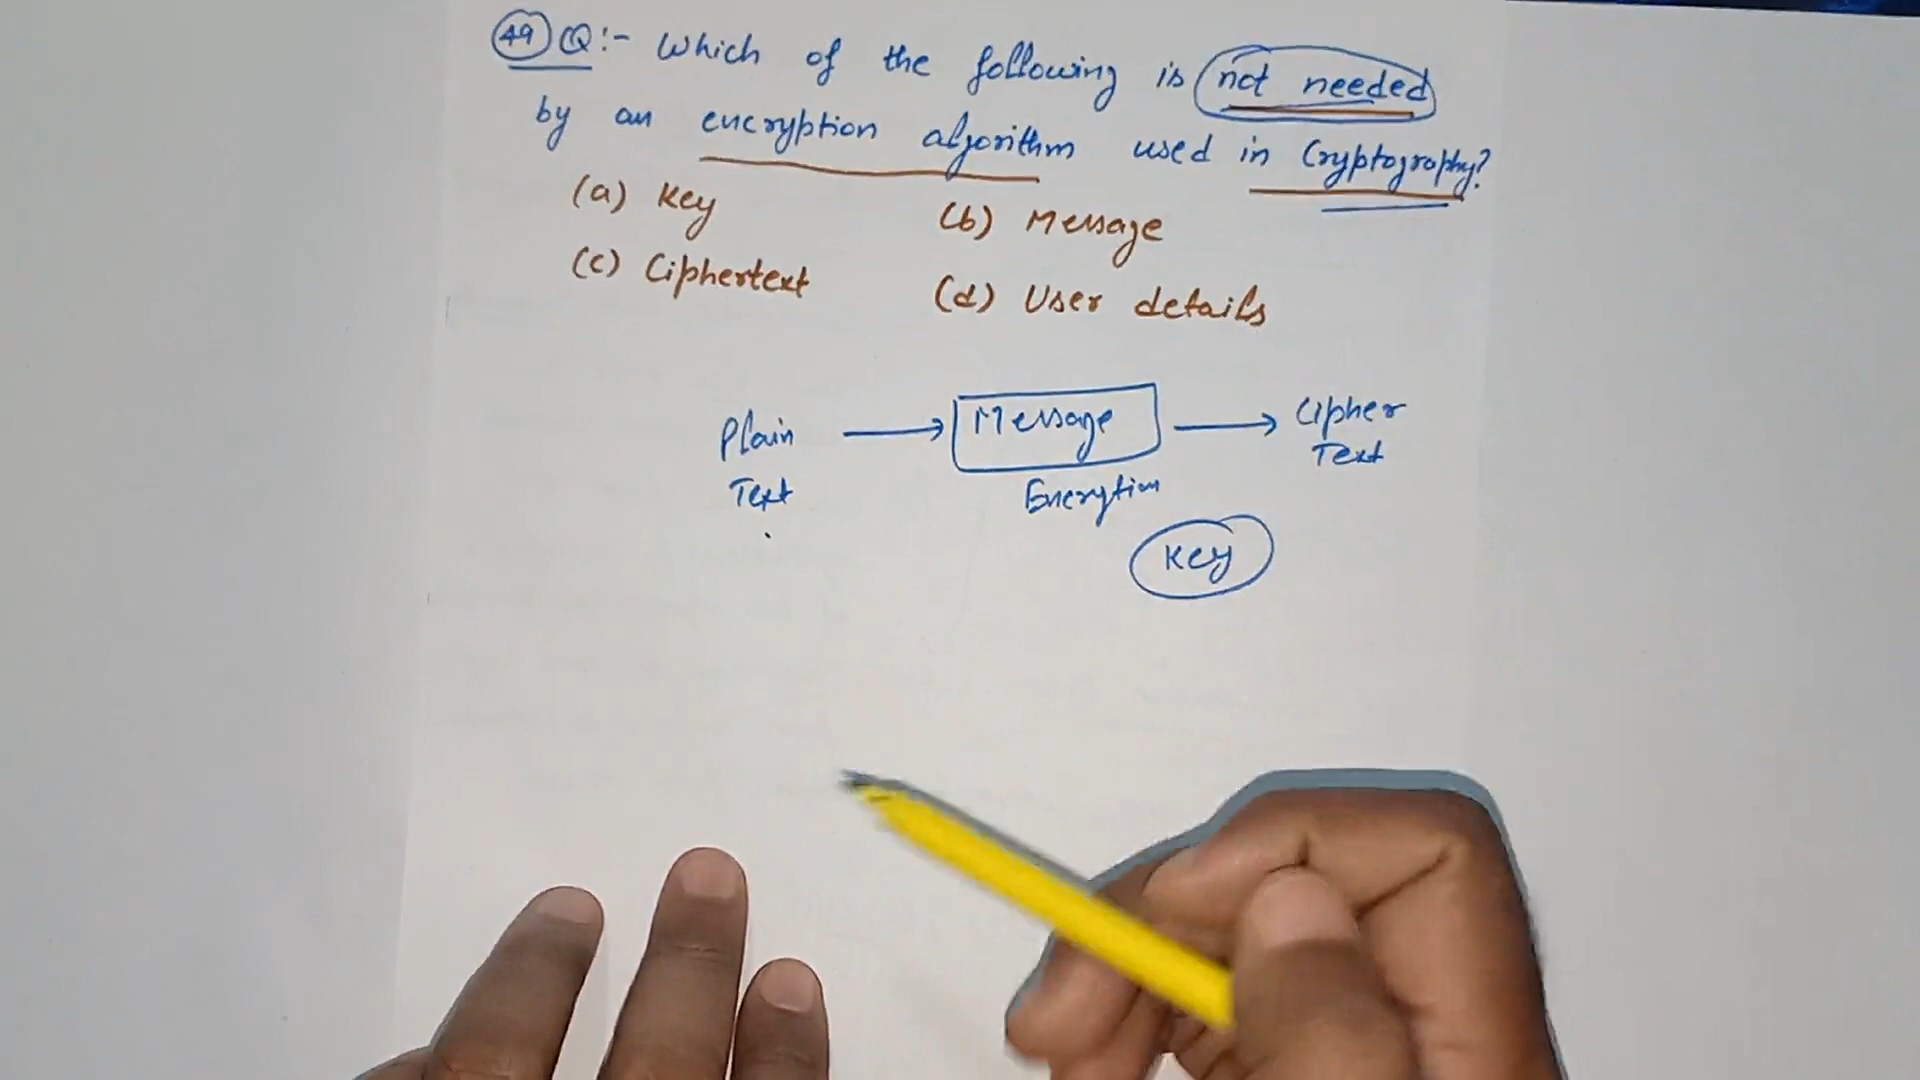 49 Q:- Which of the following is not needed
by an encryption algorithm used in Cryptography?
(a) Key (b) Message
(c) Ciphertext (d) User details
Plain Text
Message
Encrytion
Cipher Text
Key